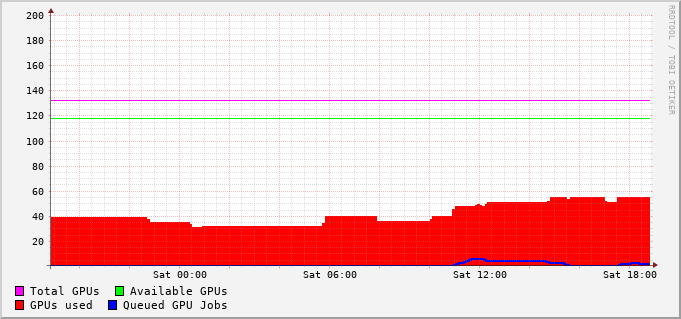 200
180
160
140
120
100
80
60
40
20
Sat 00:00 Sat 06:00 Sat 12:00 Sat 18:00
Total GPUs Available GPUs
GPUs used Queued GPU Jobs
RRDTOOL / TOBI OETIKER